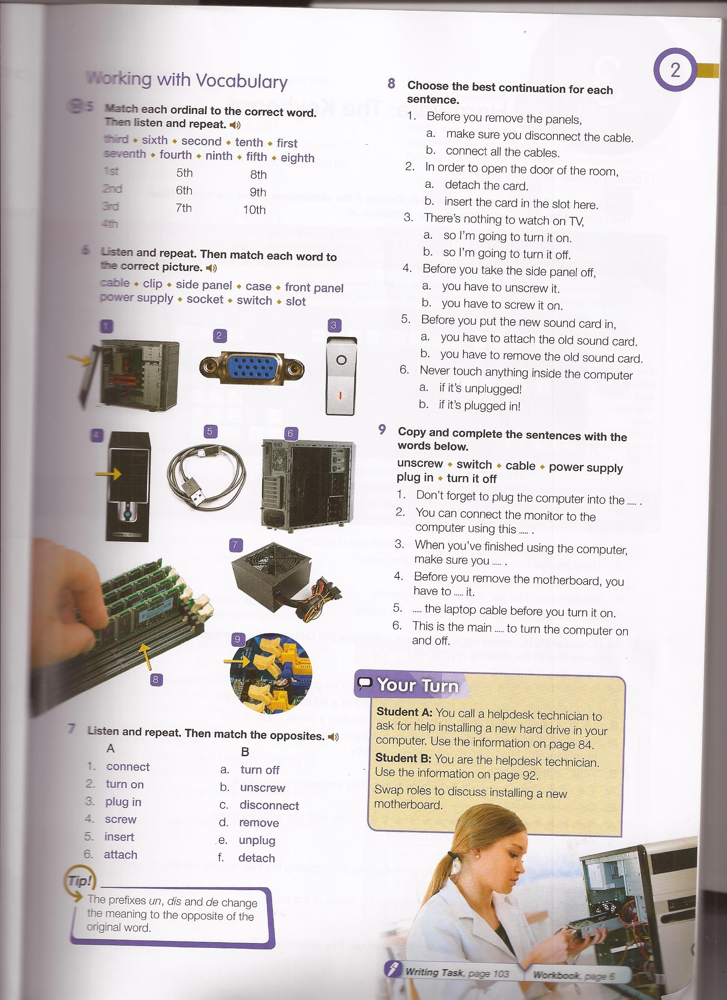 2
Working with Vocabulary
5 Match each ordinal to the correct word.
Then listen and repeat.
third • sixth • second • tenth • first
seventh • fourth • ninth • fifth • eighth
1st 5th 8th
2nd 6th 9th
3rd 7th 10th
4th
6 Listen and repeat. Then match each word to
the correct picture.
cable • clip • side panel • case • front panel
power supply • socket • switch • slot
1
2
3
4
5
6
7
8
9
7 Listen and repeat. Then match the opposites.
A B
1. connect a. turn off
2. turn on b. unscrew
3. plug in c. disconnect
4. screw d. remove
5. insert e. unplug
6. attach f. detach
Tip!
The prefixes un, dis and de change
the meaning to the opposite of the
original word.
8 Choose the best continuation for each
sentence.
1. Before you remove the panels,
a. make sure you disconnect the cable.
b. connect all the cables.
2. In order to open the door of the room,
a. detach the card.
b. insert the card in the slot here.
3. There's nothing to watch on TV,
a. so I'm going to turn it on.
b. so I'm going to turn it off.
4. Before you take the side panel off,
a. you have to unscrew it.
b. you have to screw it on.
5. Before you put the new sound card in,
a. you have to attach the old sound card.
b. you have to remove the old sound card.
6. Never touch anything inside the computer
a. if it's unplugged!
b. if it's plugged in!
9 Copy and complete the sentences with the
words below.
unscrew • switch • cable • power supply
plug in • turn it off
1. Don't forget to plug the computer into the ..... .
2. You can connect the monitor to the
computer using this ..... .
3. When you've finished using the computer,
make sure you ..... .
4. Before you remove the motherboard, you
have to ..... it.
5. ..... the laptop cable before you turn it on.
6. This is the main ..... to turn the computer on
and off.
Your Turn
Student A: You call a helpdesk technician to
ask for help installing a new hard drive in your
computer. Use the information on page 84.
Student B: You are the helpdesk technician.
Use the information on page 92.
Swap roles to discuss installing a new
motherboard.
Writing Task, page 103 Workbook, page 6
11